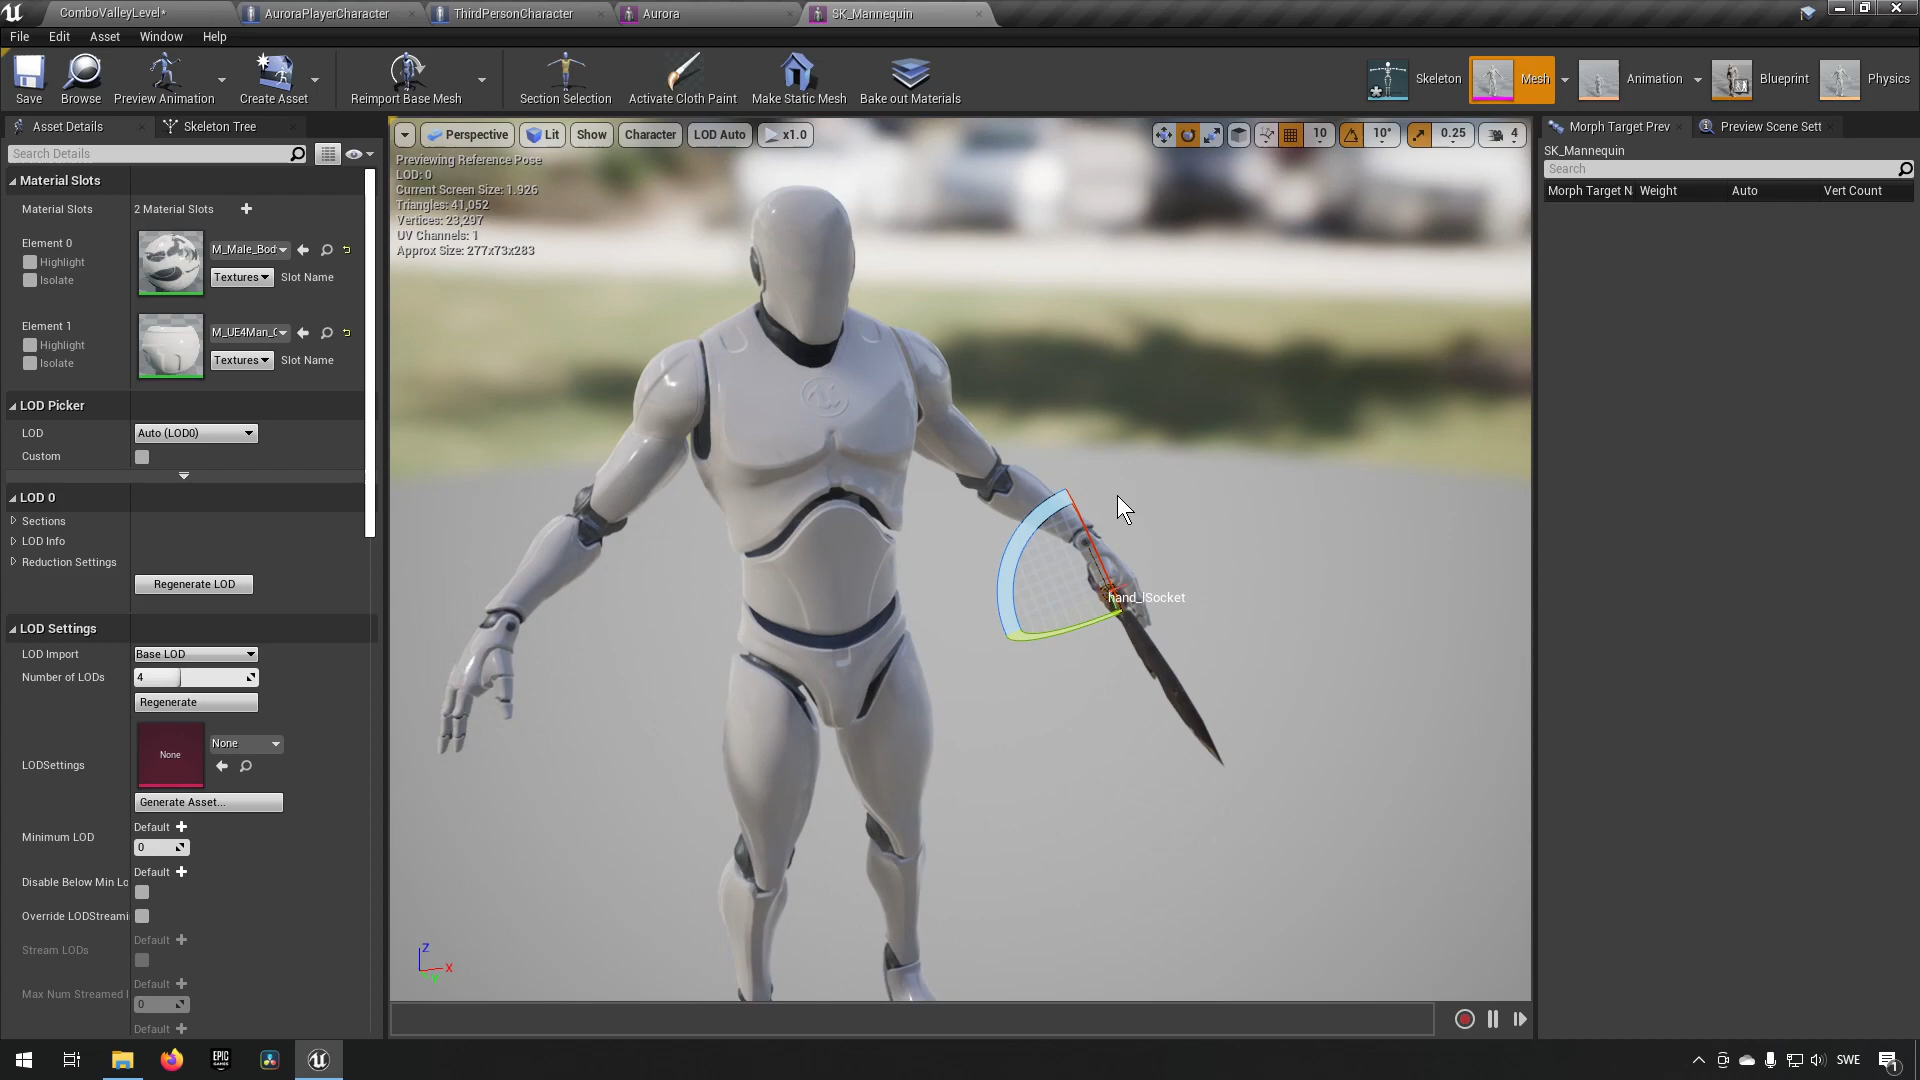 ComboValleyLevel*
AuroraPlayerCharacter
ThirdPersonCharacter
Aurora
SK_Mannequin
File
Edit
Asset
Window
Help
Save
Browse
Preview Animation
Create Asset
Reimport Base Mesh
Section Selection
Activate Cloth Paint
Make Static Mesh
Bake out Materials
Skeleton
Mesh
Animation
Blueprint
Physics
Asset Details
Skeleton Tree
Search Details
Material Slots
Material Slots
2 Material Slots
Element 0
Highlight
Isolate
M_Male_Bod
Textures
Slot Name
Element 1
Highlight
Isolate
M_UE4Man_C
Textures
Slot Name
LOD Picker
LOD
Auto (LOD0)
Custom
LOD 0
Sections
LOD Info
Reduction Settings
Regenerate LOD
LOD Settings
LOD Import
Base LOD
Number of LODs
4
Regenerate
None
None
LODSettings
Generate Asset...
Default
Minimum LOD
0
Default
Disable Below Min Lo
Override LODStreami
Default
Stream LODs
Default
Max Num Streamed
0
Default
Perspective
Lit
Show
Character
LOD Auto
x1.0
10
10°
0.25
4
Previewing Reference Pose
LOD: 0
Current Screen Size: 1.926
Triangles: 41,052
Vertices: 23,297
UV Channels: 1
Approx Size: 277x73x283
hand_lSocket
Z
X
Y
Morph Target Prev
Preview Scene Sett
SK_Mannequin
Search
Morph Target N
Weight
Auto
Vert Count
EPIC
GAMES
SWE
1